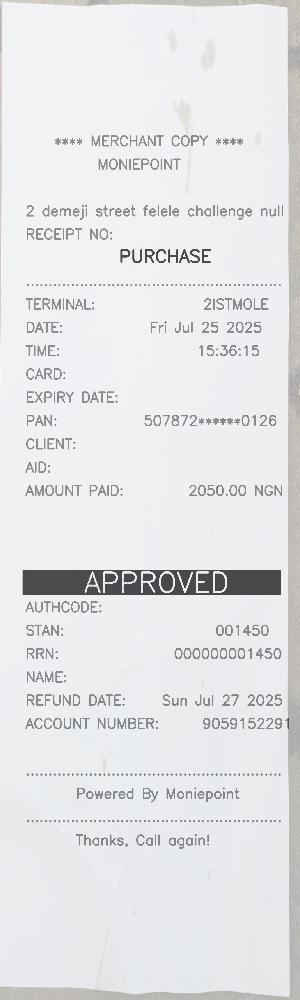 **** MERCHANT COPY ****
MONIEPOINT
2 demeji street felele challenge null
RECEIPT NO:
PURCHASE
TERMINAL: 2ISTMOLE
DATE: Fri Jul 25 2025
TIME: 15:36:15
CARD:
EXPIRY DATE:
PAN: 507872******0126
CLIENT:
AID:
AMOUNT PAID: 2050.00 NGN
APPROVED
AUTHCODE:
STAN: 001450
RRN: 000000001450
NAME:
REFUND DATE: Sun Jul 27 2025
ACCOUNT NUMBER: 9059152291
Powered By Moniepoint
Thanks, Call again!